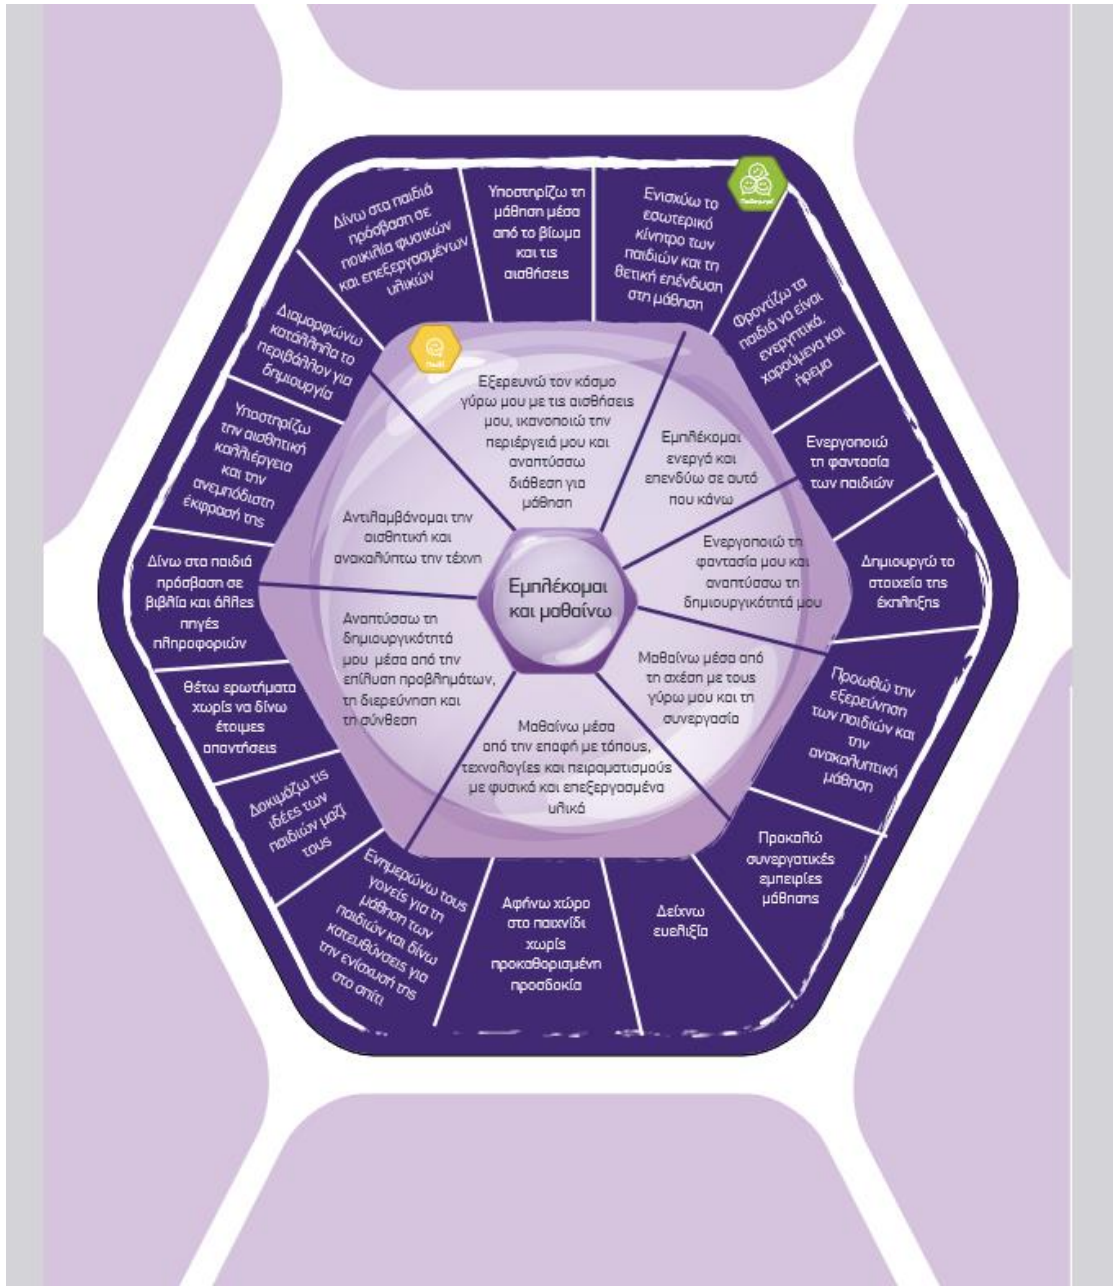 Εμπλέκομαι
και μαθαίνω
Εξερευνώ τον κόσμο
γύρω μου με τις αισθήσεις
μου, ικανοποιώ την
περιέργειά μου και
αναπτύσσω
διάθεση για
μάθηση
Εμπλέκομαι
ενεργά και
επενδύω σε αυτό
που κάνω
Ενεργοποιώ τη
φαντασία μου και
αναπτύσσω τη
δημιουργικότητά μου
Μαθαίνω μέσα από
τη σχέση με τους
γύρω μου και τη
συνεργασία
Μαθαίνω μέσα
από την επαφή με τόπους,
τεχνολογίες και πειραματισμούς
με φυσικά και επεξεργασμένα
υλικά
Αναπτύσσω τη
δημιουργικότητά
μου μέσα από την
επίλυση προβλημάτων,
τη διερεύνηση και
τη σύνθεση
Αντιλαμβάνομαι την
αισθητική και
ανακαλύπτω την τέχνη
Παιδί
Παιδαγωγοί
Υποστηρίζω τη
μάθηση μέσα
από το βίωμα
και τις
αισθήσεις
Ενισχύω το
εσωτερικό
κίνητρο των
παιδιών και τη
θετική επένδυση
στη μάθηση
Φροντίζω τα
παιδιά να είναι
ενεργητικά,
χαρούμενα και
ήρεμα
Ενεργοποιώ
τη φαντασία
των παιδιών
Δημιουργώ το
στοιχείο της
έκπληξης
Προωθώ την
εξερεύνηση
των παιδιών και
την
ανακαλυπτική
μάθηση
Προκαλώ
συνεργατικές
εμπειρίες
μάθησης
Δείχνω
ευελιξία
Αφήνω χώρο
στο παιχνίδι
χωρίς
προκαθορισμένη
προσδοκία
Ενημερώνω τους
γονείς για τη
μάθηση των
παιδιών και δίνω
κατευθύνσεις για
την ενίσχυσή της
στο σπίτι
Δοκιμάζω τις
ιδέες των
παιδιών μαζί
τους
Θέτω ερωτήματα
χωρίς να δίνω
έτοιμες
απαντήσεις
Δίνω στα παιδιά
πρόσβαση σε
βιβλία και άλλες
πηγές
πληροφοριών
Υποστηρίζω
την αισθητική
καλλιέργεια
και την
ανεμπόδιστη
έκφρασή της
Διαμορφώνω
κατάλληλα το
περιβάλλον για
δημιουργία
Δίνω στα παιδιά
πρόσβαση σε
ποικιλία φυσικών
και επεξεργασμένων
υλικών